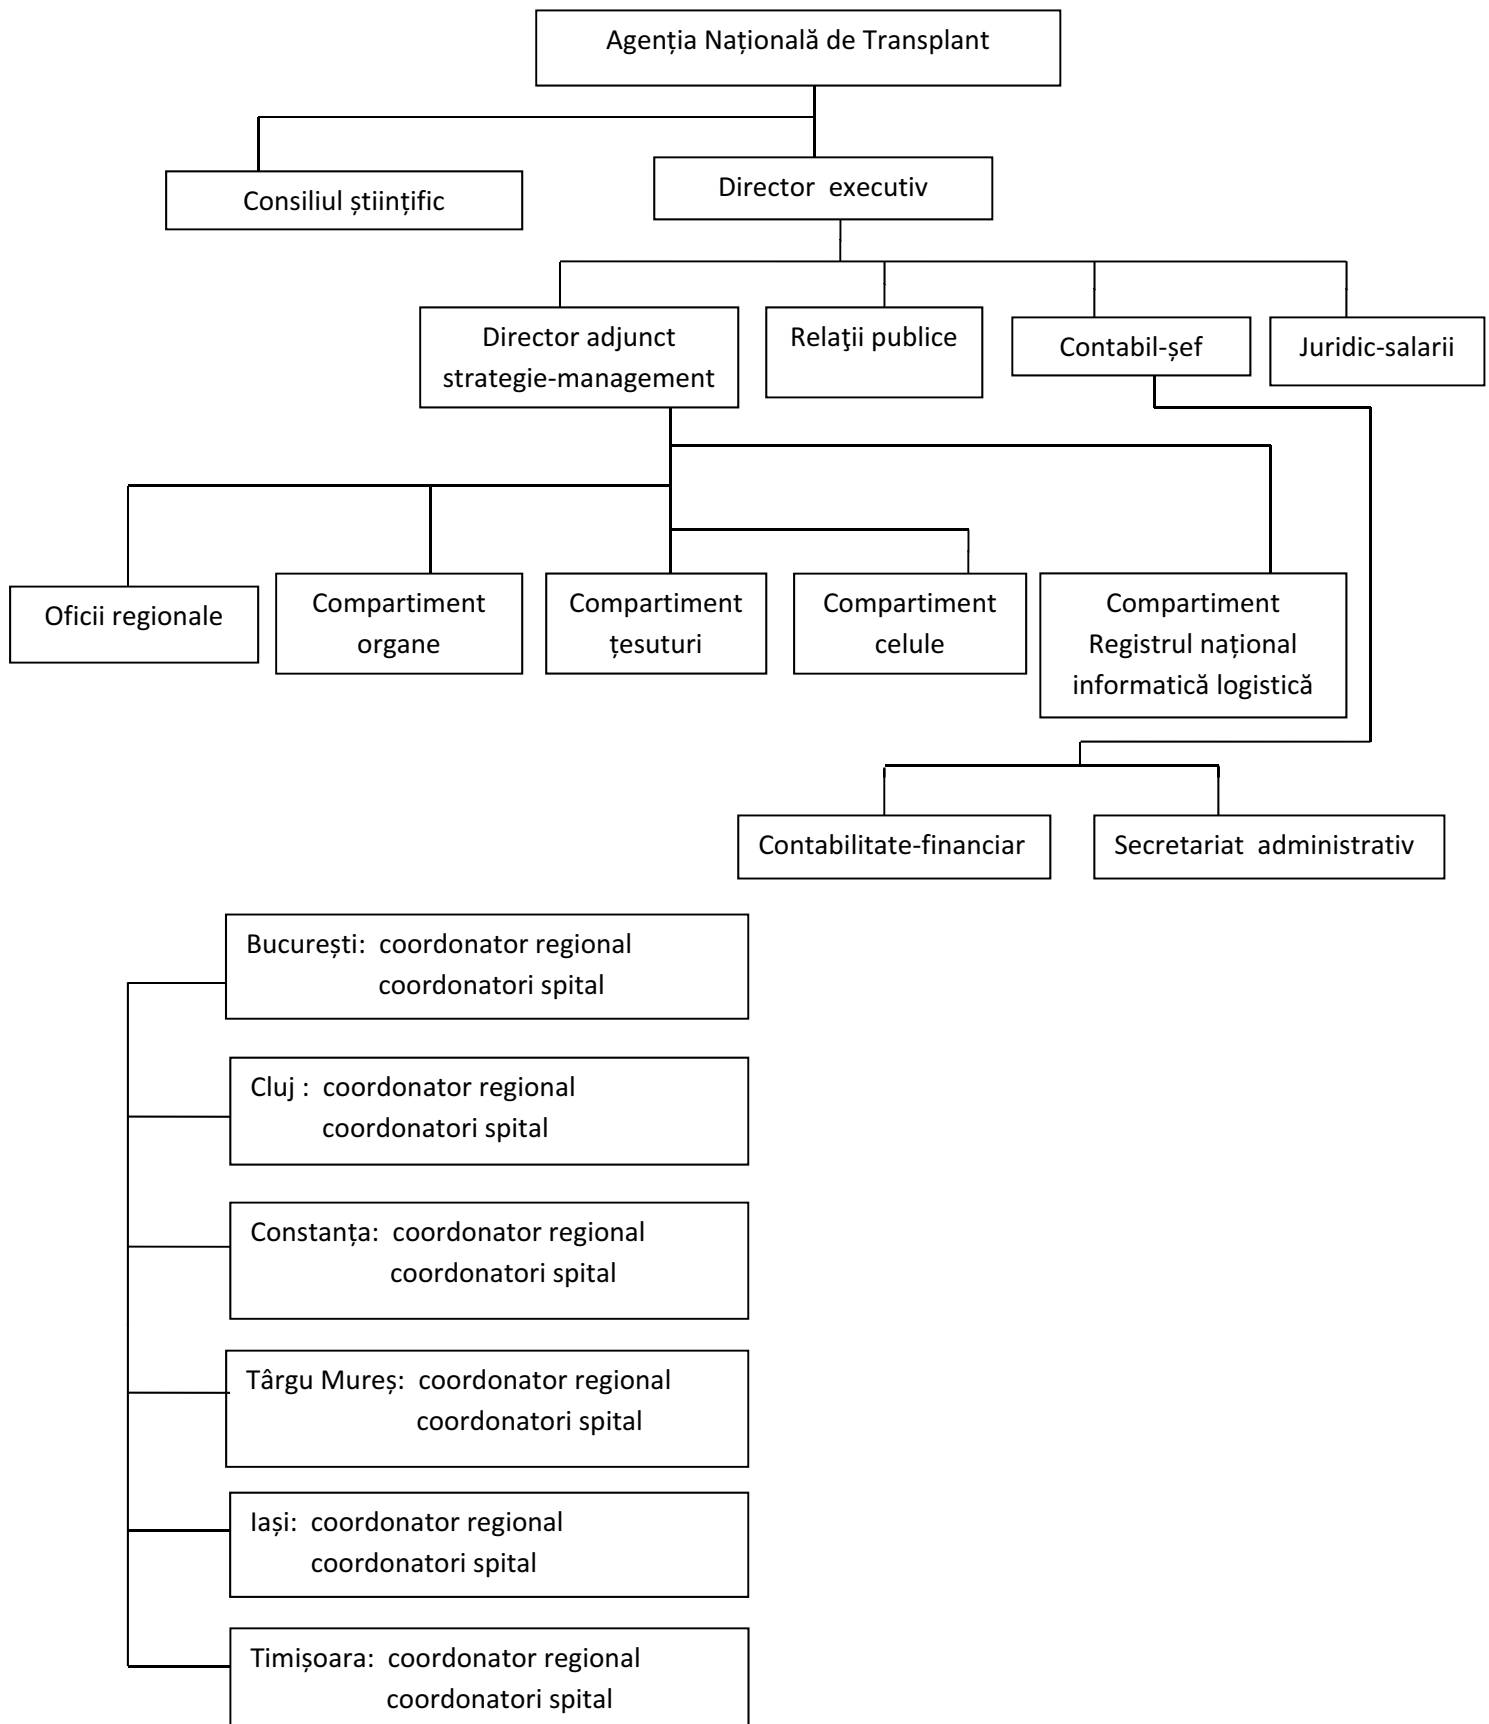 Agenția Națională de Transplant
Consiliul științific
Director executiv
Director adjunct
strategie-management
Relaţii publice
Contabil-șef
Juridic-salarii
Oficii regionale
Compartiment
organe
Compartiment
țesuturi
Compartiment
celule
Compartiment
Registrul național
informatică logistică
Contabilitate-financiar
Secretariat administrativ
București: coordonator regional
coordonatori spital
Cluj : coordonator regional
coordonatori spital
Constanța: coordonator regional
coordonatori spital
Târgu Mureș: coordonator regional
coordonatori spital
Iași: coordonator regional
coordonatori spital
Timișoara: coordonator regional
coordonatori spital